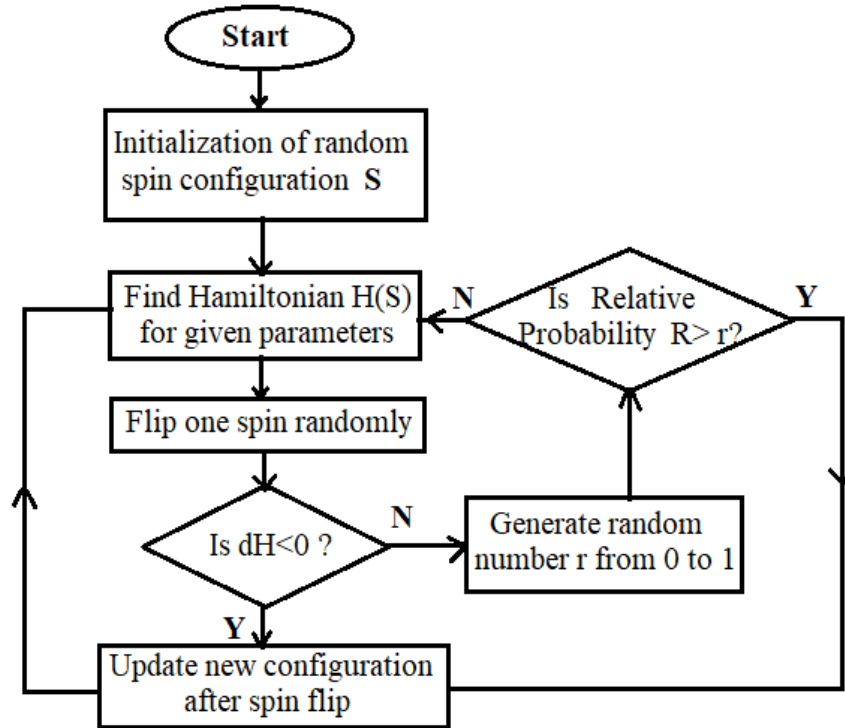 Start
Initialization of random
spin configuration S
Find Hamiltonian H(S)
for given parameters
N
Is Relative
Probability R> r?
Y
Flip one spin randomly
Is dH<0 ?
N
Generate random
number r from 0 to 1
Y
Update new configuration
after spin flip